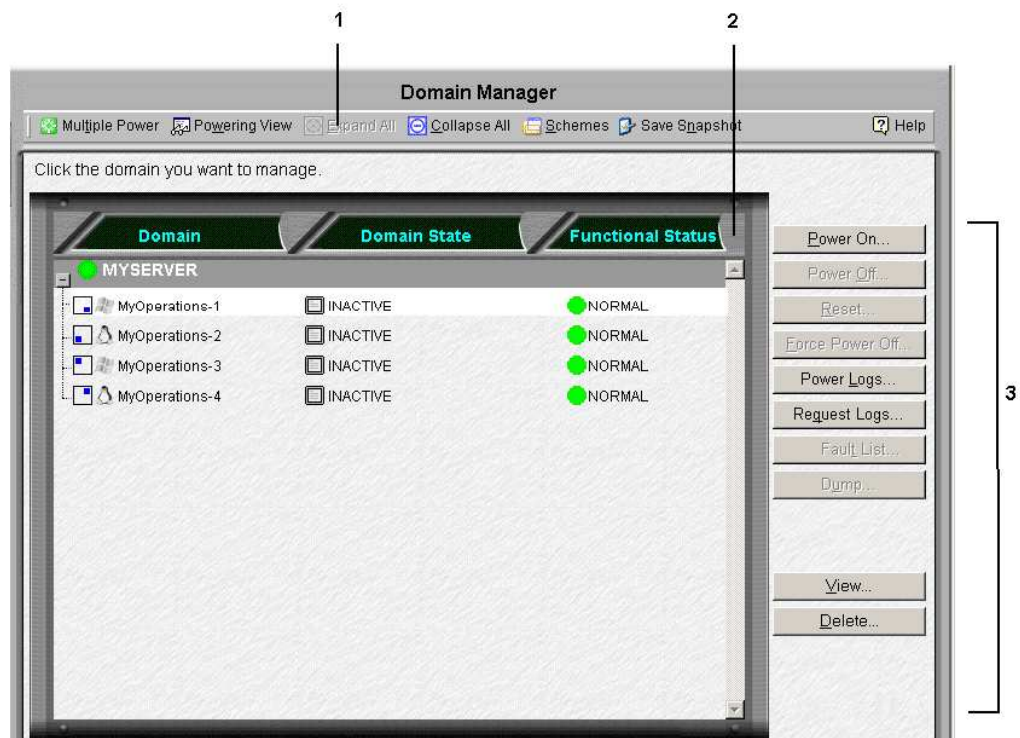 1 2
Domain Manager
Multiple Power Powering View Expand All Collapse All Schemes Save Snapshot Help
Click the domain you want to manage.
Domain Domain State Functional Status
MYSERVER
MyOperations-1 INACTIVE NORMAL
MyOperations-2 INACTIVE NORMAL
MyOperations-3 INACTIVE NORMAL
MyOperations-4 INACTIVE NORMAL
Power On...
Power Off...
Reset...
Force Power Off...
Power Logs...
Request Logs...
Fault List...
Dump...
View...
Delete...
3